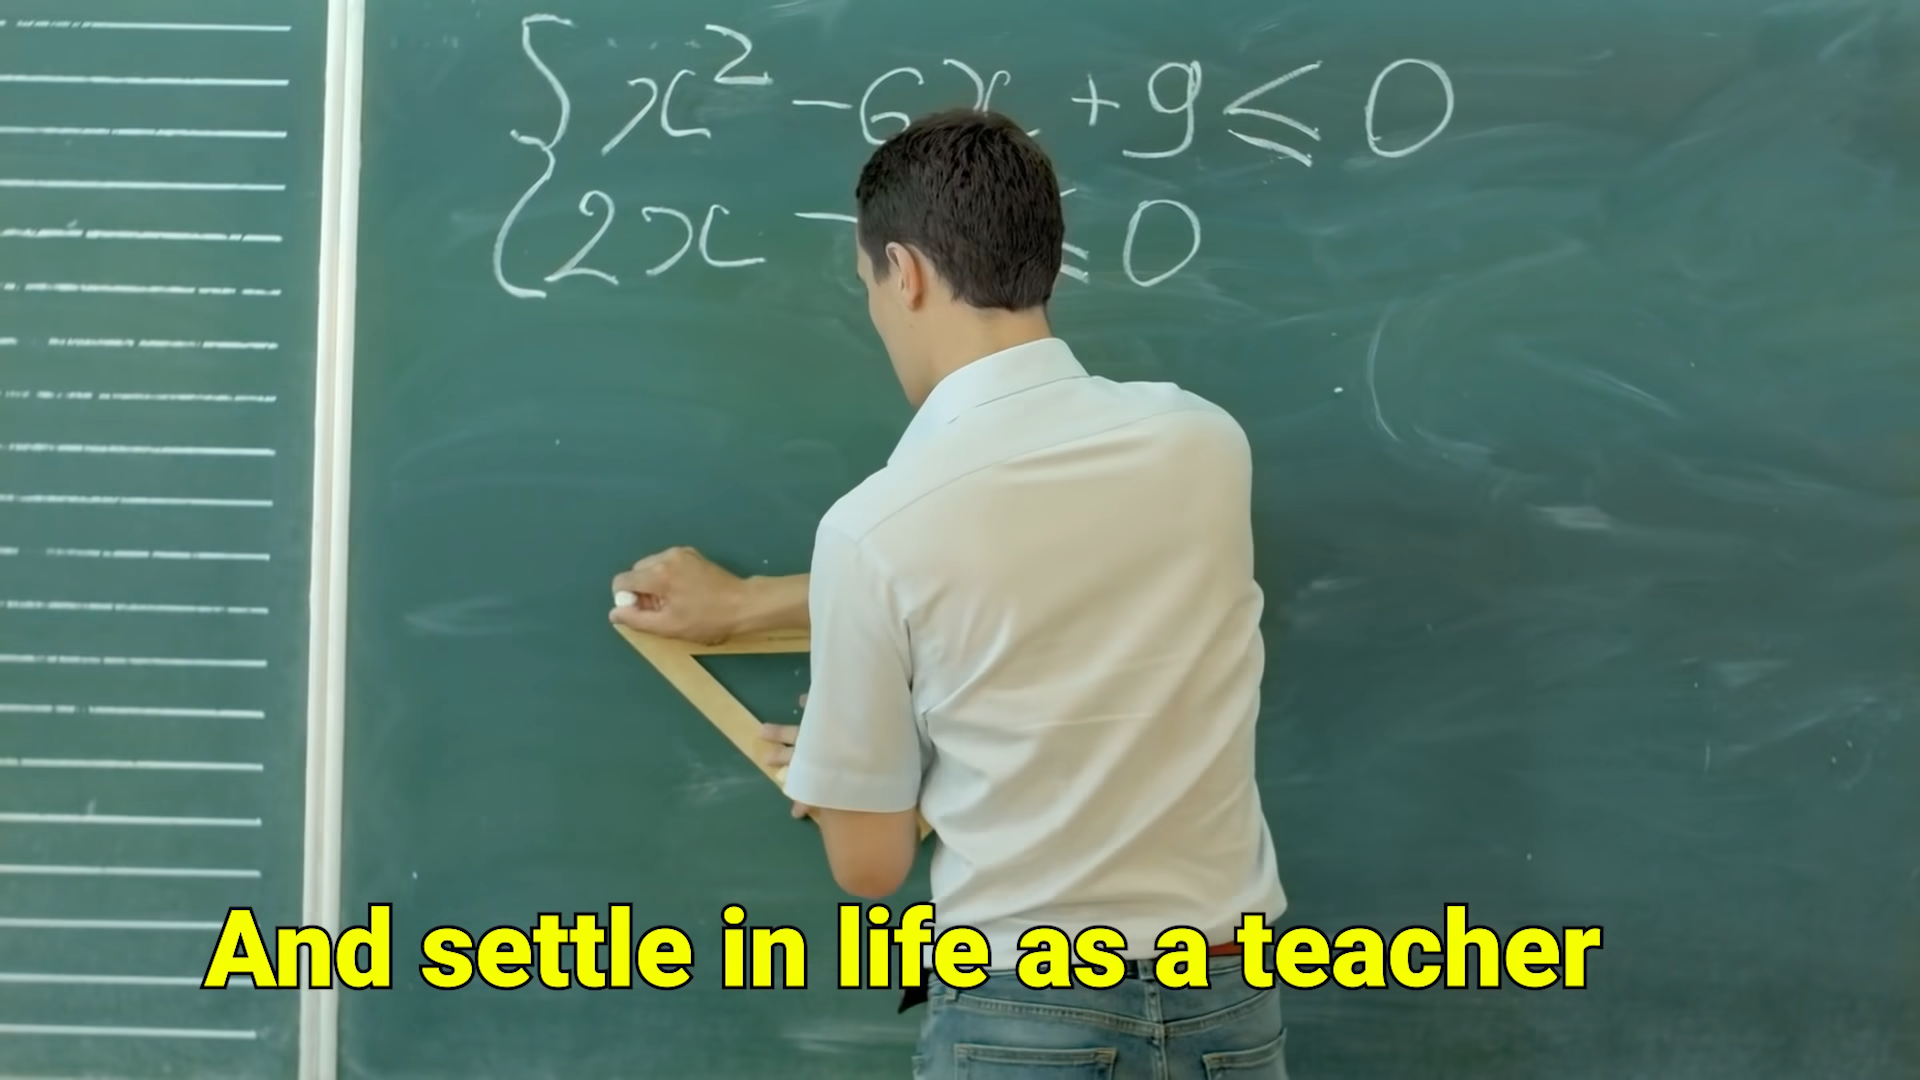 x² - 6x + 9 ≤ 0
2x - ≤ 0
And settle in life as a teacher